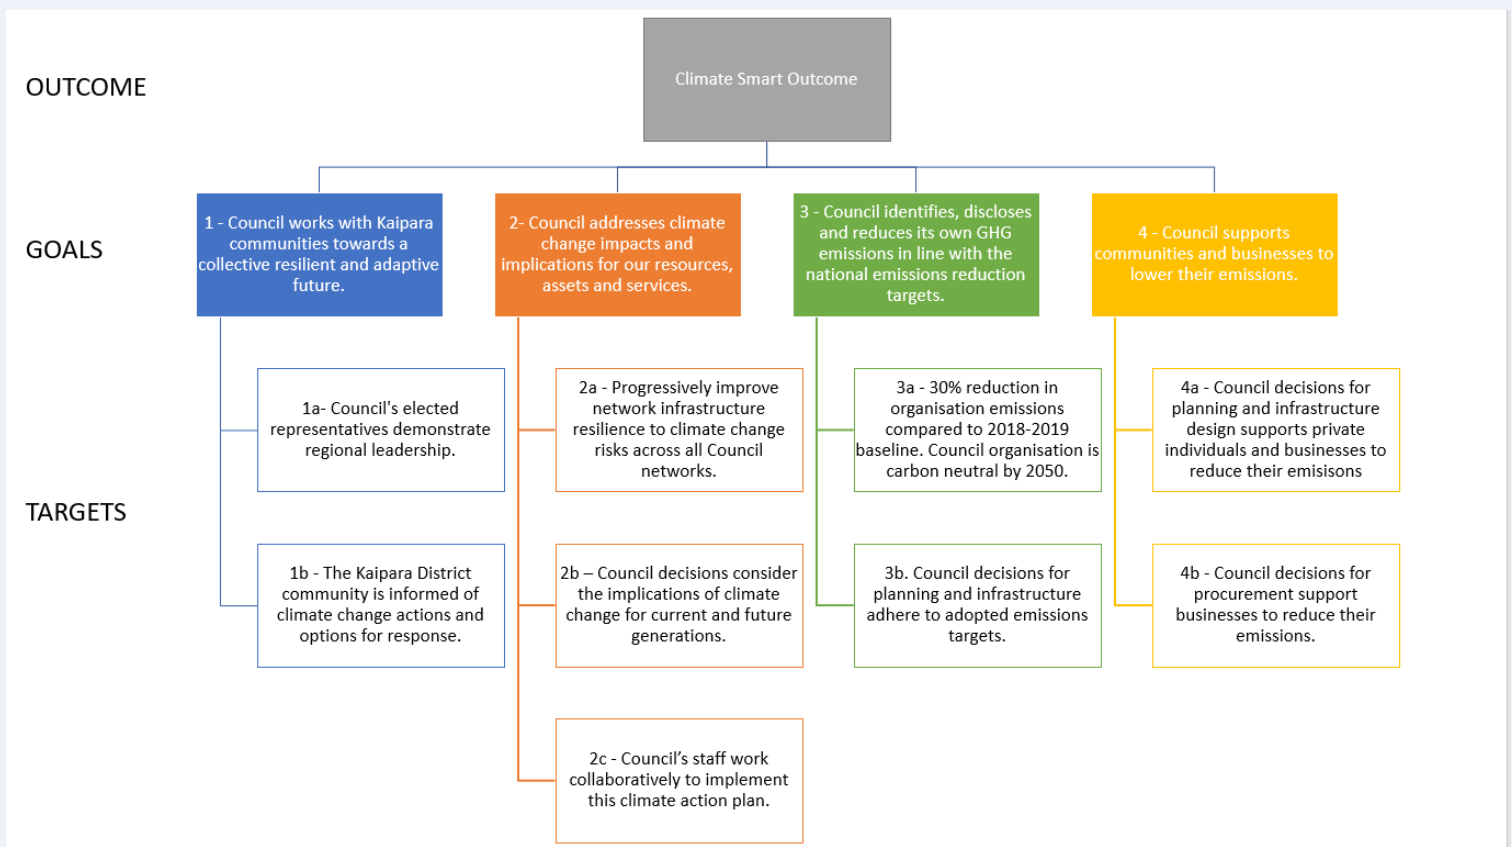 OUTCOME
Climate Smart Outcome
GOALS
1 - Council works with Kaipara
communities towards a
collective resilient and adaptive
future.
2- Council addresses climate
change impacts and
implications for our resources,
assets and services.
3 - Council identifies, discloses
and reduces its own GHG
emissions in line with the
national emissions reduction
targets.
4 - Council supports
communities and businesses to
lower their emissions.
TARGETS
1a- Council's elected
representatives demonstrate
regional leadership.
2a - Progressively improve
network infrastructure
resilience to climate change
risks across all Council
networks.
3a - 30% reduction in
organisation emissions
compared to 2018-2019
baseline. Council organisation is
carbon neutral by 2050.
4a - Council decisions for
planning and infrastructure
design supports private
individuals and businesses to
reduce their emisisons
1b - The Kaipara District
community is informed of
climate change actions and
options for response.
2b – Council decisions consider
the implications of climate
change for current and future
generations.
3b. Council decisions for
planning and infrastructure
adhere to adopted emissions
targets.
4b - Council decisions for
procurement support
businesses to reduce their
emissions.
2c - Council’s staff work
collaboratively to implement
this climate action plan.